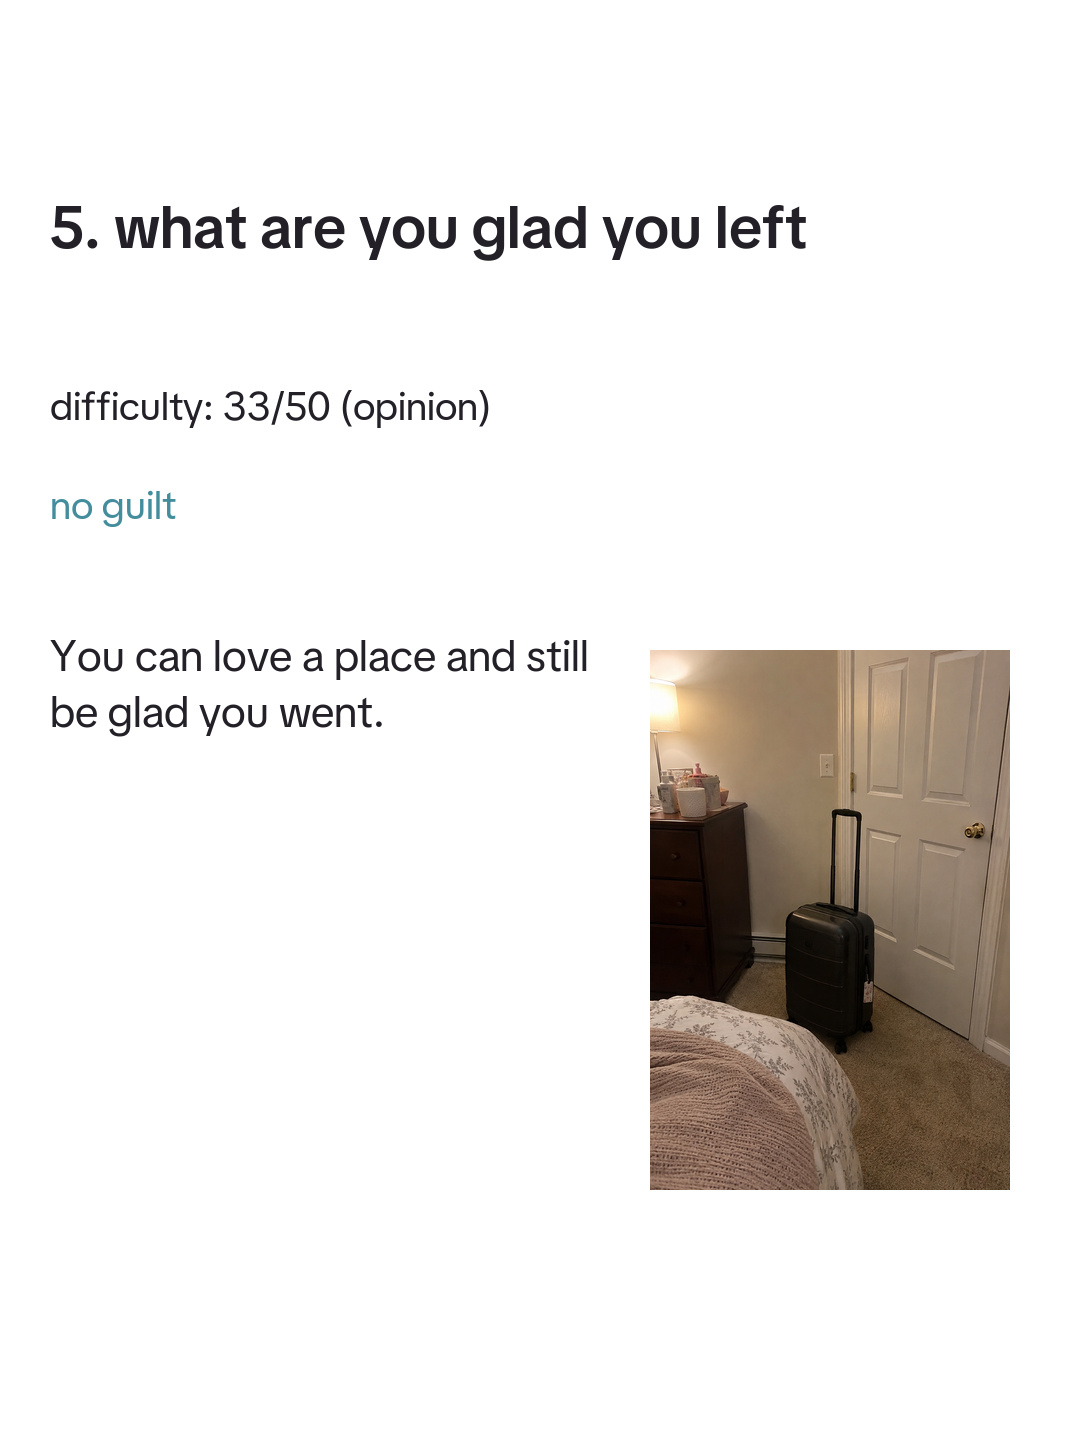 5. what are you glad you left
difficulty: 33/50 (opinion)
no guilt
You can love a place and still
be glad you went.